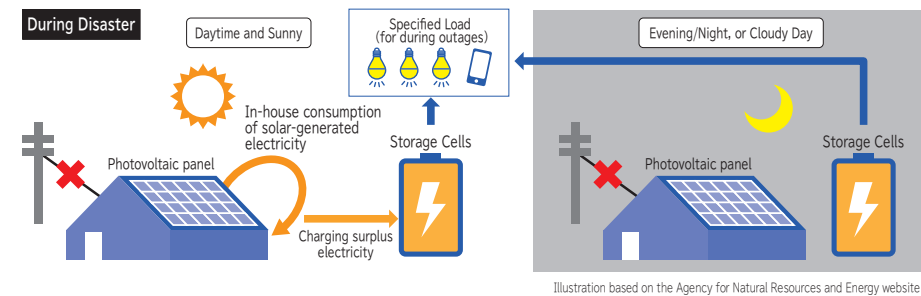 During Disaster
Daytime and Sunny
Specified Load
(for during outages)
Evening/Night, or Cloudy Day
In-house consumption
of solar-generated
electricity
Storage Cells
Photovoltaic panel
Charging surplus
electricity
Storage Cells
Photovoltaic panel
Illustration based on the Agency for Natural Resources and Energy website